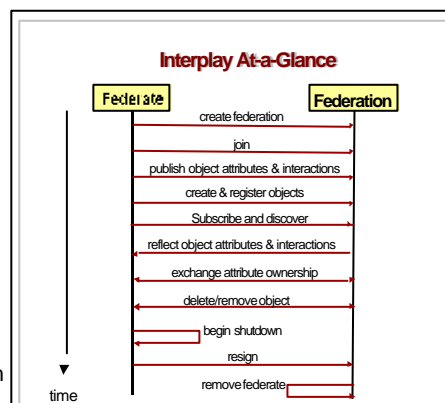 Interplay At-a-Glance
Federate
Federation
create federation
join
publish object attributes & interactions
create & register objects
Subscribe and discover
reflect object attributes & interactions
exchange attribute ownership
delete/remove object
begin shutdown
resign
remove federate
time